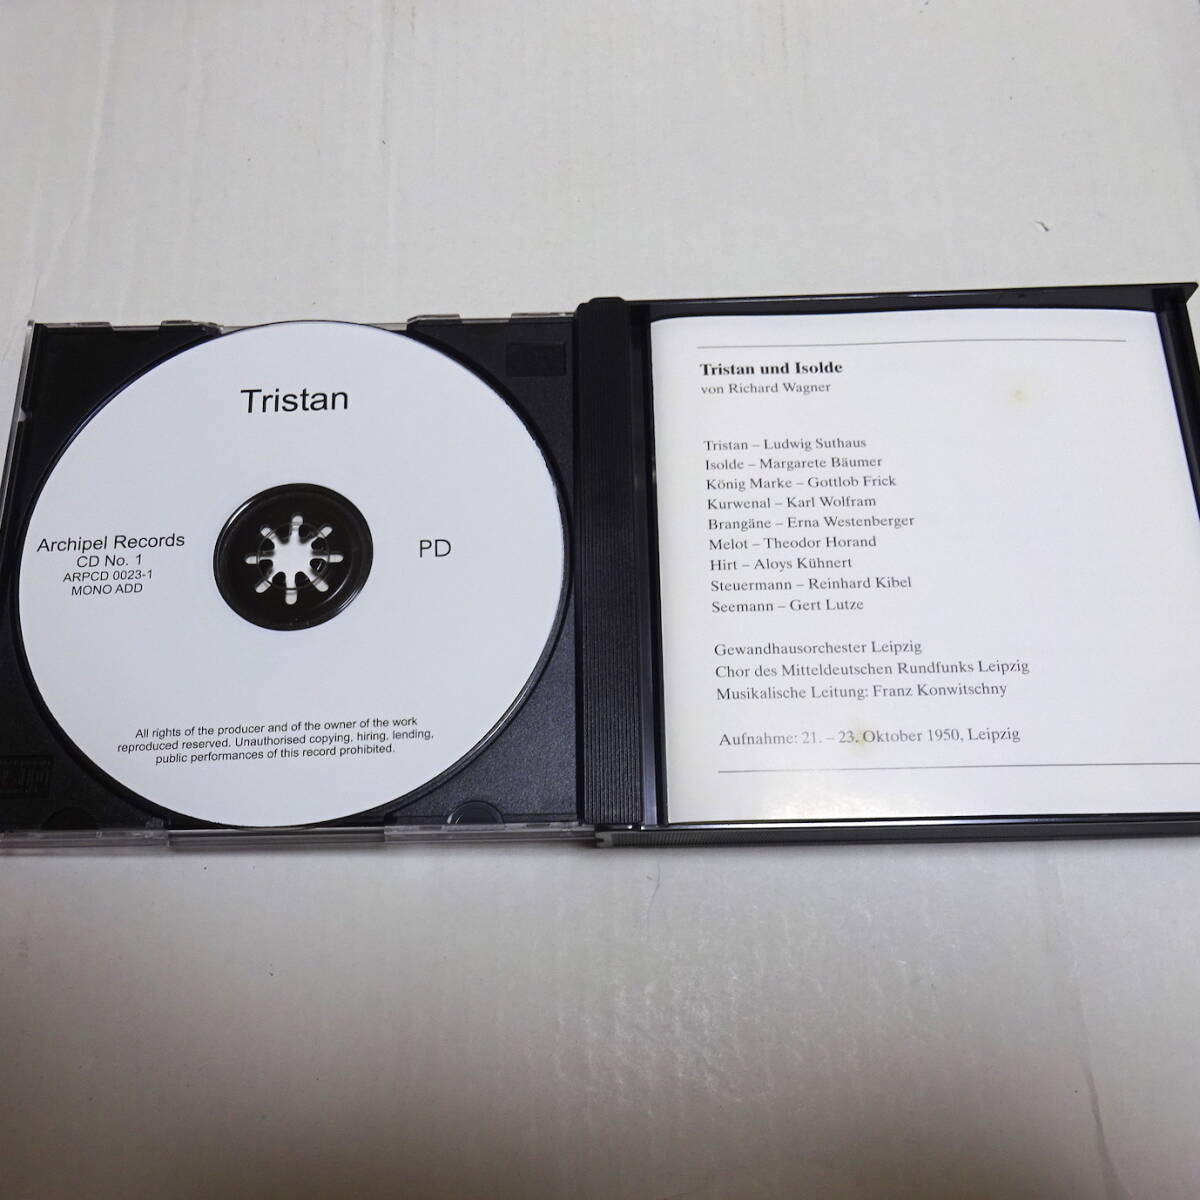 Tristan
Archipel Records
CD No. 1
ARPCD 0023-1
MONO ADD
PD
All rights of the producer and of the owner of the work
reproduced reserved. Unauthorised copying, hiring, lending,
public performances of this record prohibited.
Tristan und Isolde
von Richard Wagner
Tristan – Ludwig Suthaus
Isolde – Margarete Bäumer
König Marke – Gottlob Frick
Kurwenal – Karl Wolfram
Brangäne – Erna Westenberger
Melot – Theodor Horand
Hirt – Aloys Kühnert
Steuermann – Reinhard Kibel
Seemann – Gert Lutze
Gewandhausorchester Leipzig
Chor des Mitteldeutschen Rundfunks Leipzig
Musikalische Leitung: Franz Konwitschny
Aufnahme: 21. – 23. Oktober 1950, Leipzig